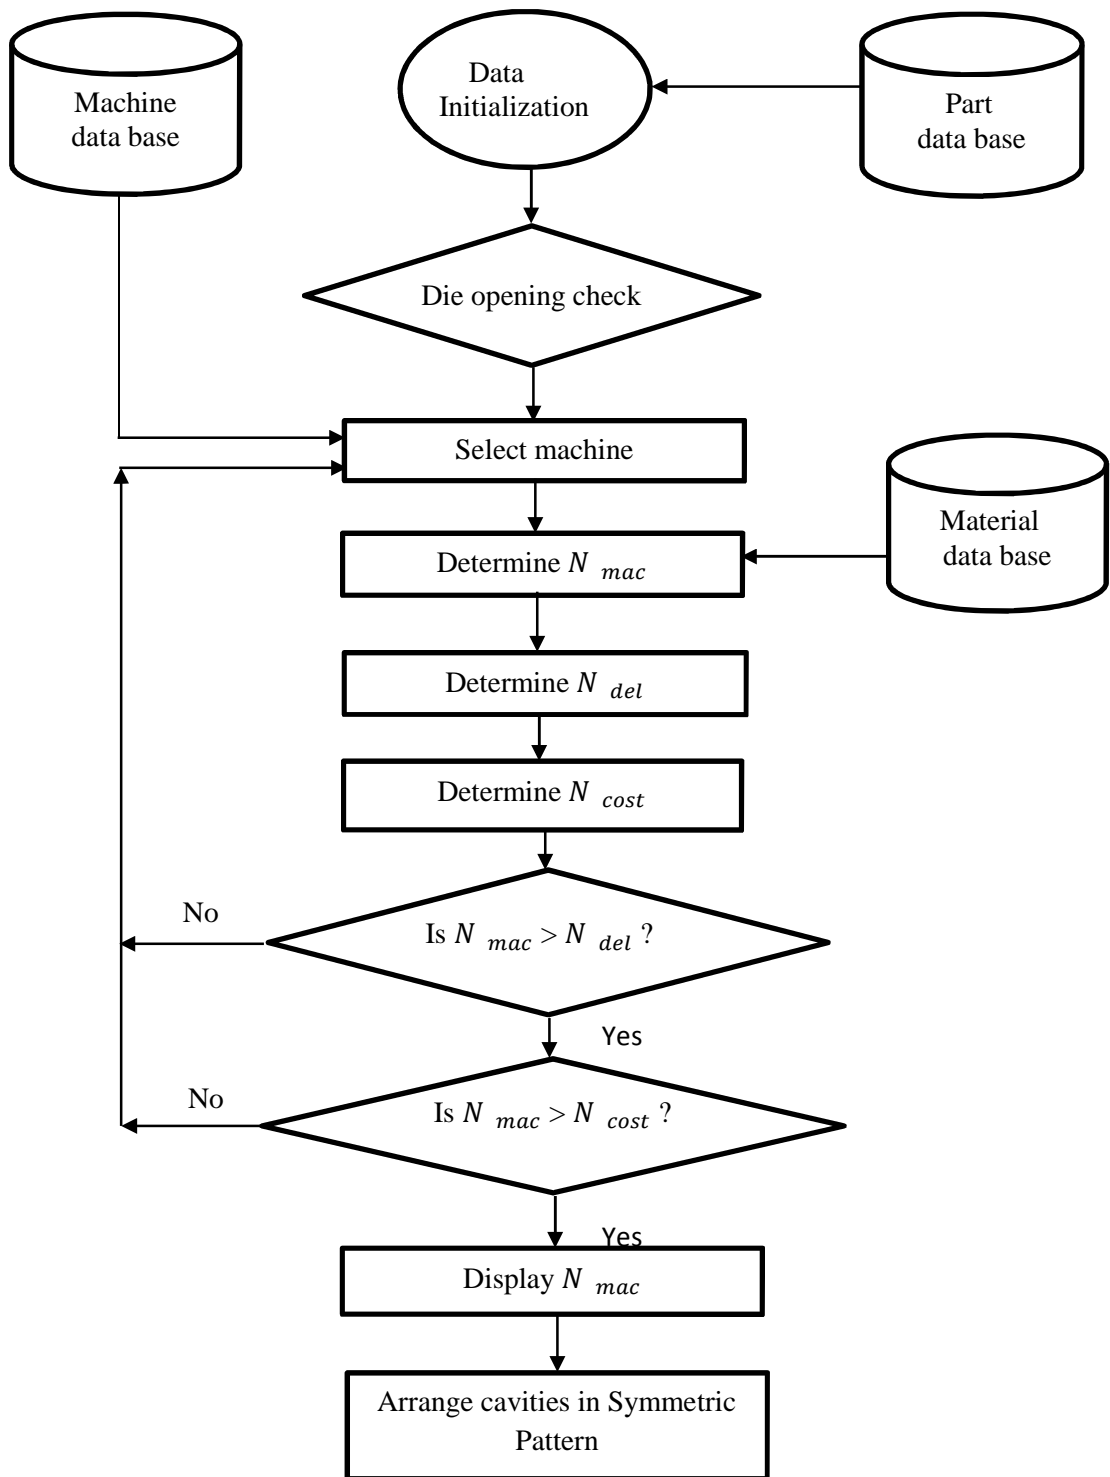 Machine
data base
Data
Initialization
Part
data base
Die opening check
Select machine
Material
data base
Determine N mac
Determine N del
Determine N cost
Is N mac > N del ?
No
Yes
Is N mac > N cost ?
No
Yes
Display N mac
Arrange cavities in Symmetric
Pattern